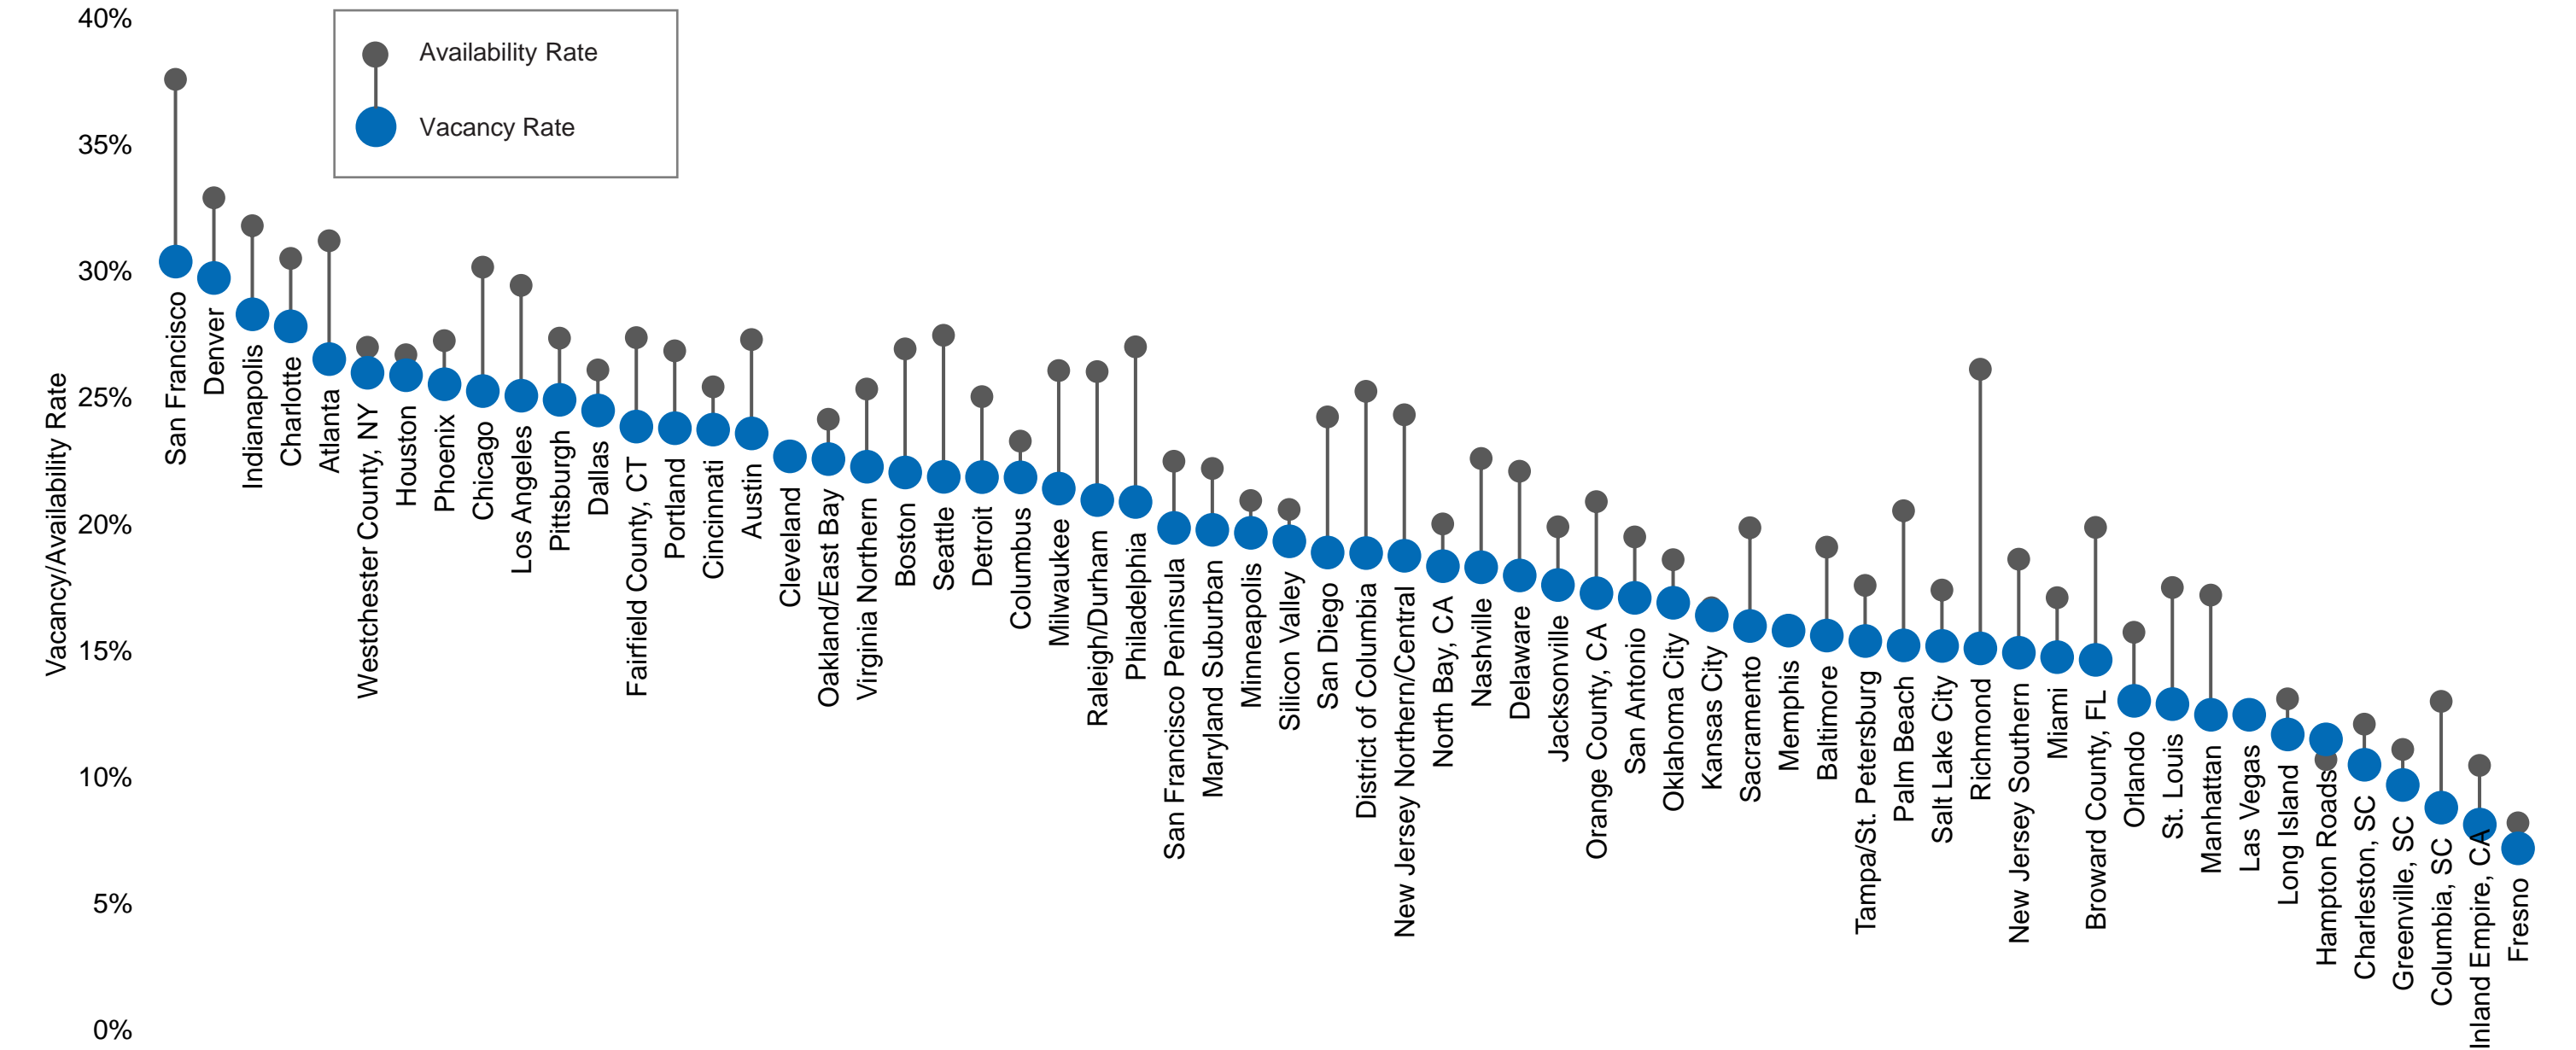 40%
35%
30%
25%
20%
15%
10%
5%
0%
Vacancy/Availability Rate
Availability Rate
Vacancy Rate
San Francisco
Denver
Indianapolis
Charlotte
Atlanta
Westchester County, NY
Houston
Phoenix
Chicago
Los Angeles
Pittsburgh
Dallas
Fairfield County, CT
Portland
Cincinnati
Austin
Cleveland
Oakland/East Bay
Virginia Northern
Boston
Seattle
Detroit
Columbus
Milwaukee
Raleigh/Durham
Philadelphia
San Francisco Peninsula
Maryland Suburban
Minneapolis
Silicon Valley
San Diego
District of Columbia
New Jersey Northern/Central
North Bay, CA
Nashville
Delaware
Jacksonville
Orange County, CA
San Antonio
Oklahoma City
Kansas City
Sacramento
Memphis
Baltimore
Tampa/St. Petersburg
Palm Beach
Salt Lake City
Richmond
New Jersey Southern
Miami
Broward County, FL
Orlando
St. Louis
Manhattan
Las Vegas
Long Island
Hampton Roads
Charleston, SC
Greenville, SC
Columbia, SC
Inland Empire, CA
Fresno